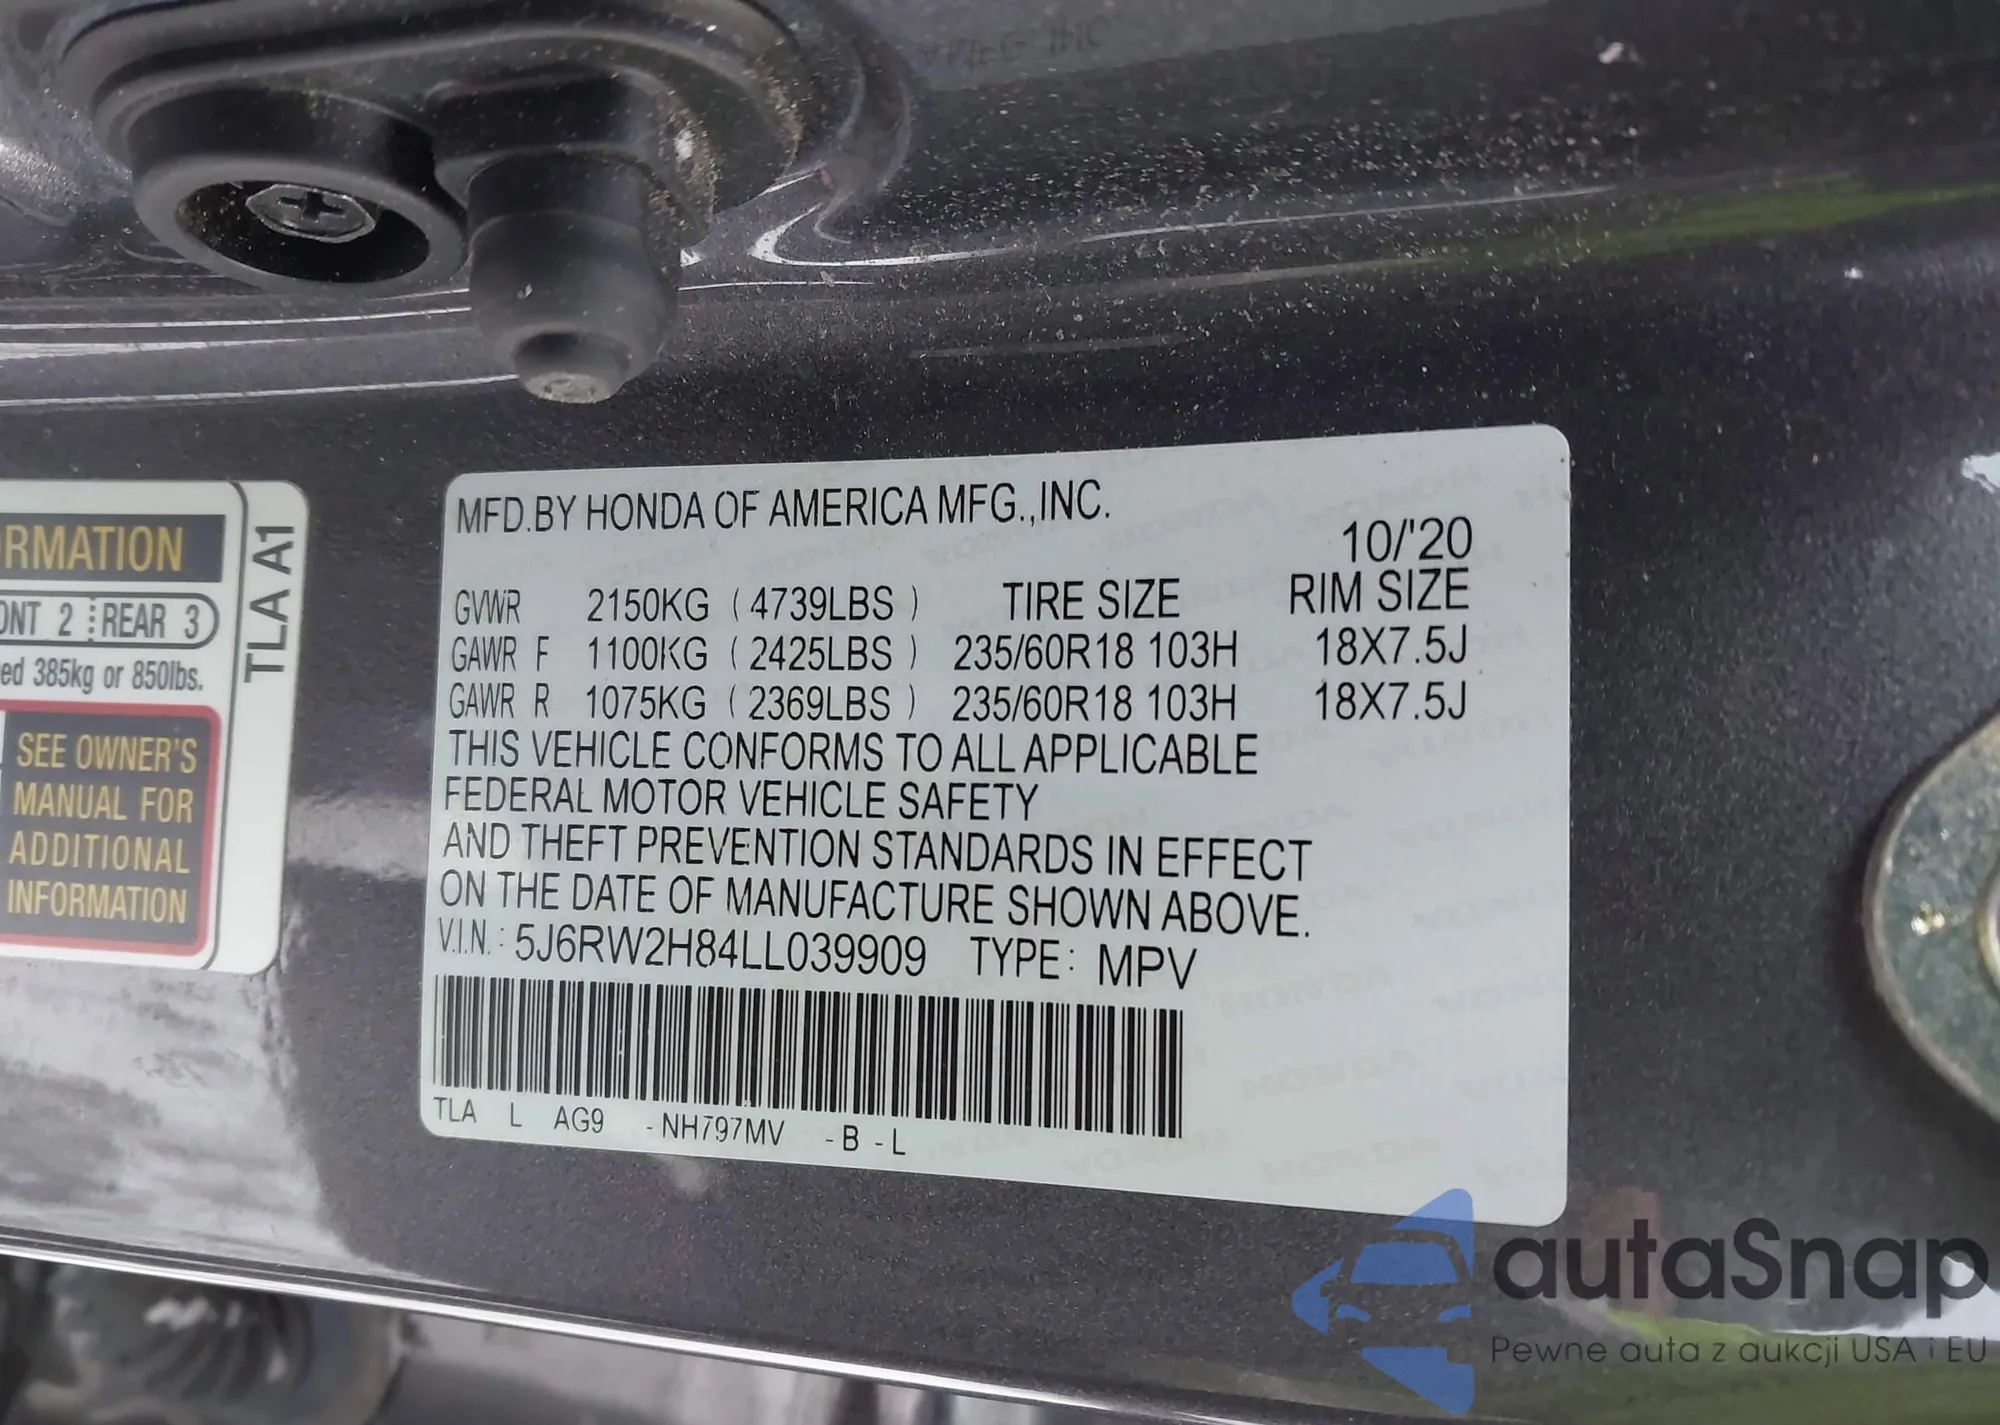 RMATION
ONT 2 REAR 3
ed 385kg or 850lbs.
SEE OWNER'S
MANUAL FOR
ADDITIONAL
INFORMATION
TLA A1
MFD.BY HONDA OF AMERICA MFG.,INC.
10/'20
GVWR 2150KG ( 4739LBS ) TIRE SIZE RIM SIZE
GAWR F 1100KG ( 2425LBS ) 235/60R18 103H 18X7.5J
GAWR R 1075KG ( 2369LBS ) 235/60R18 103H 18X7.5J
THIS VEHICLE CONFORMS TO ALL APPLICABLE
FEDERAL MOTOR VEHICLE SAFETY
AND THEFT PREVENTION STANDARDS IN EFFECT
ON THE DATE OF MANUFACTURE SHOWN ABOVE.
V.I.N.: 5J6RW2H84LL039909 TYPE: MPV
TLA L AG9 -NH797MV -B -L
autaSnap
Pewne auta z aukcji USA i EU